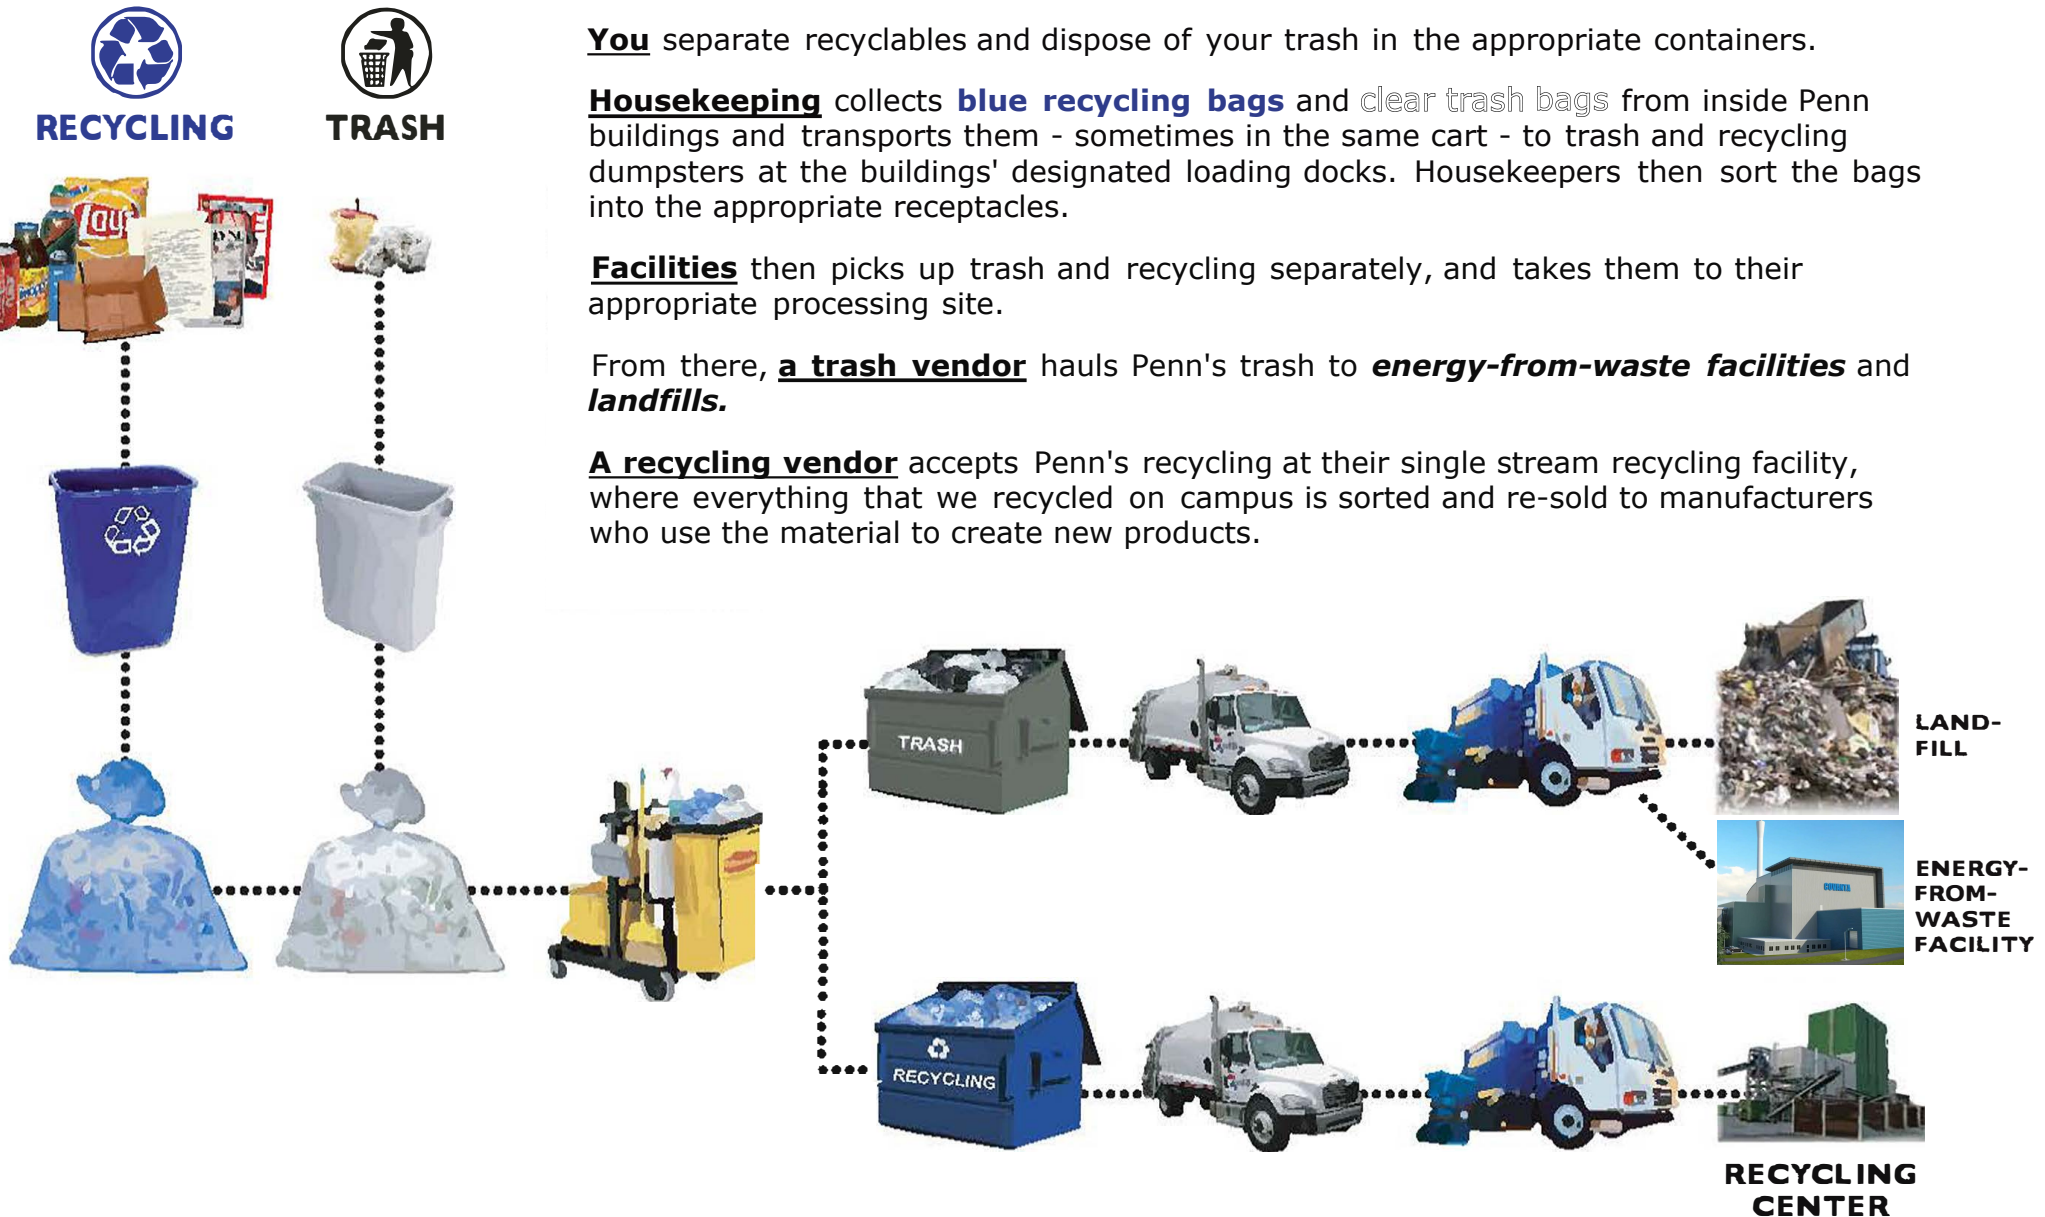 RECYCLING
TRASH
You separate recyclables and dispose of your trash in the appropriate containers.
Housekeeping collects blue recycling bags and clear trash bags from inside Penn
buildings and transports them - sometimes in the same cart - to trash and recycling
dumpsters at the buildings' designated loading docks. Housekeepers then sort the bags
into the appropriate receptacles.
Facilities then picks up trash and recycling separately, and takes them to their
appropriate processing site.
From there, a trash vendor hauls Penn's trash to energy-from-waste facilities and
landfills.
A recycling vendor accepts Penn's recycling at their single stream recycling facility,
where everything that we recycled on campus is sorted and re-sold to manufacturers
who use the material to create new products.
TRASH
LAND-
FILL
COVANTA
ENERGY-
FROM-
WASTE
FACILITY
RECYCLING
RECYCLING
CENTER